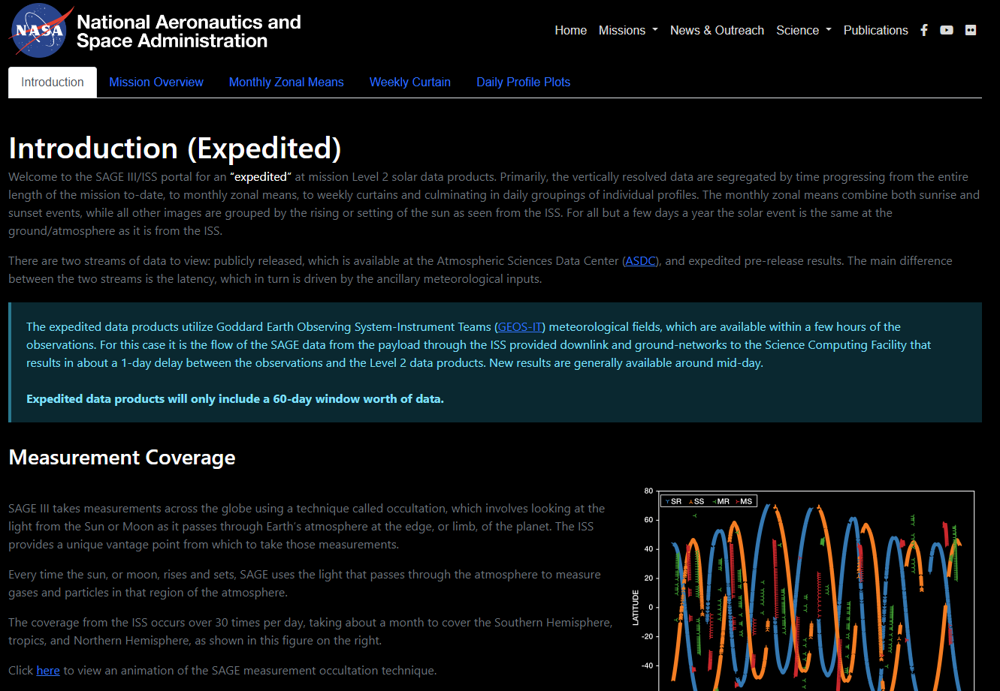 NASA
National Aeronautics and
Space Administration
Home Missions News & Outreach Science Publications
Introduction Mission Overview Monthly Zonal Means Weekly Curtain Daily Profile Plots
Introduction (Expedited)
Welcome to the SAGE III/ISS portal for an “expedited” at mission Level 2 solar data products. Primarily, the vertically resolved data are segregated by time progressing from the entire
length of the mission to-date, to monthly zonal means, to weekly curtains and culminating in daily groupings of individual profiles. The monthly zonal means combine both sunrise and
sunset events, while all other images are grouped by the rising or setting of the sun as seen from the ISS. For all but a few days a year the solar event is the same at the
ground/atmosphere as it is from the ISS.
There are two streams of data to view: publicly released, which is available at the Atmospheric Sciences Data Center (ASDC), and expedited pre-release results. The main difference
between the two streams is the latency, which in turn is driven by the ancillary meteorological inputs.
The expedited data products utilize Goddard Earth Observing System-Instrument Teams (GEOS-IT) meteorological fields, which are available within a few hours of the
observations. For this case it is the flow of the SAGE data from the payload through the ISS provided downlink and ground-networks to the Science Computing Facility that
results in about a 1-day delay between the observations and the Level 2 data products. New results are generally available around mid-day.
Expedited data products will only include a 60-day window worth of data.
Measurement Coverage
SAGE III takes measurements across the globe using a technique called occultation, which involves looking at the
light from the Sun or Moon as it passes through Earth’s atmosphere at the edge, or limb, of the planet. The ISS
provides a unique vantage point from which to take those measurements.
Every time the sun, or moon, rises and sets, SAGE uses the light that passes through the atmosphere to measure
gases and particles in that region of the atmosphere.
The coverage from the ISS occurs over 30 times per day, taking about a month to cover the Southern Hemisphere,
tropics, and Northern Hemisphere, as shown in this figure on the right.
Click here to view an animation of the SAGE measurement occultation technique.
SR SS MR MS
LATITUDE
80
60
40
20
0
-20
-40